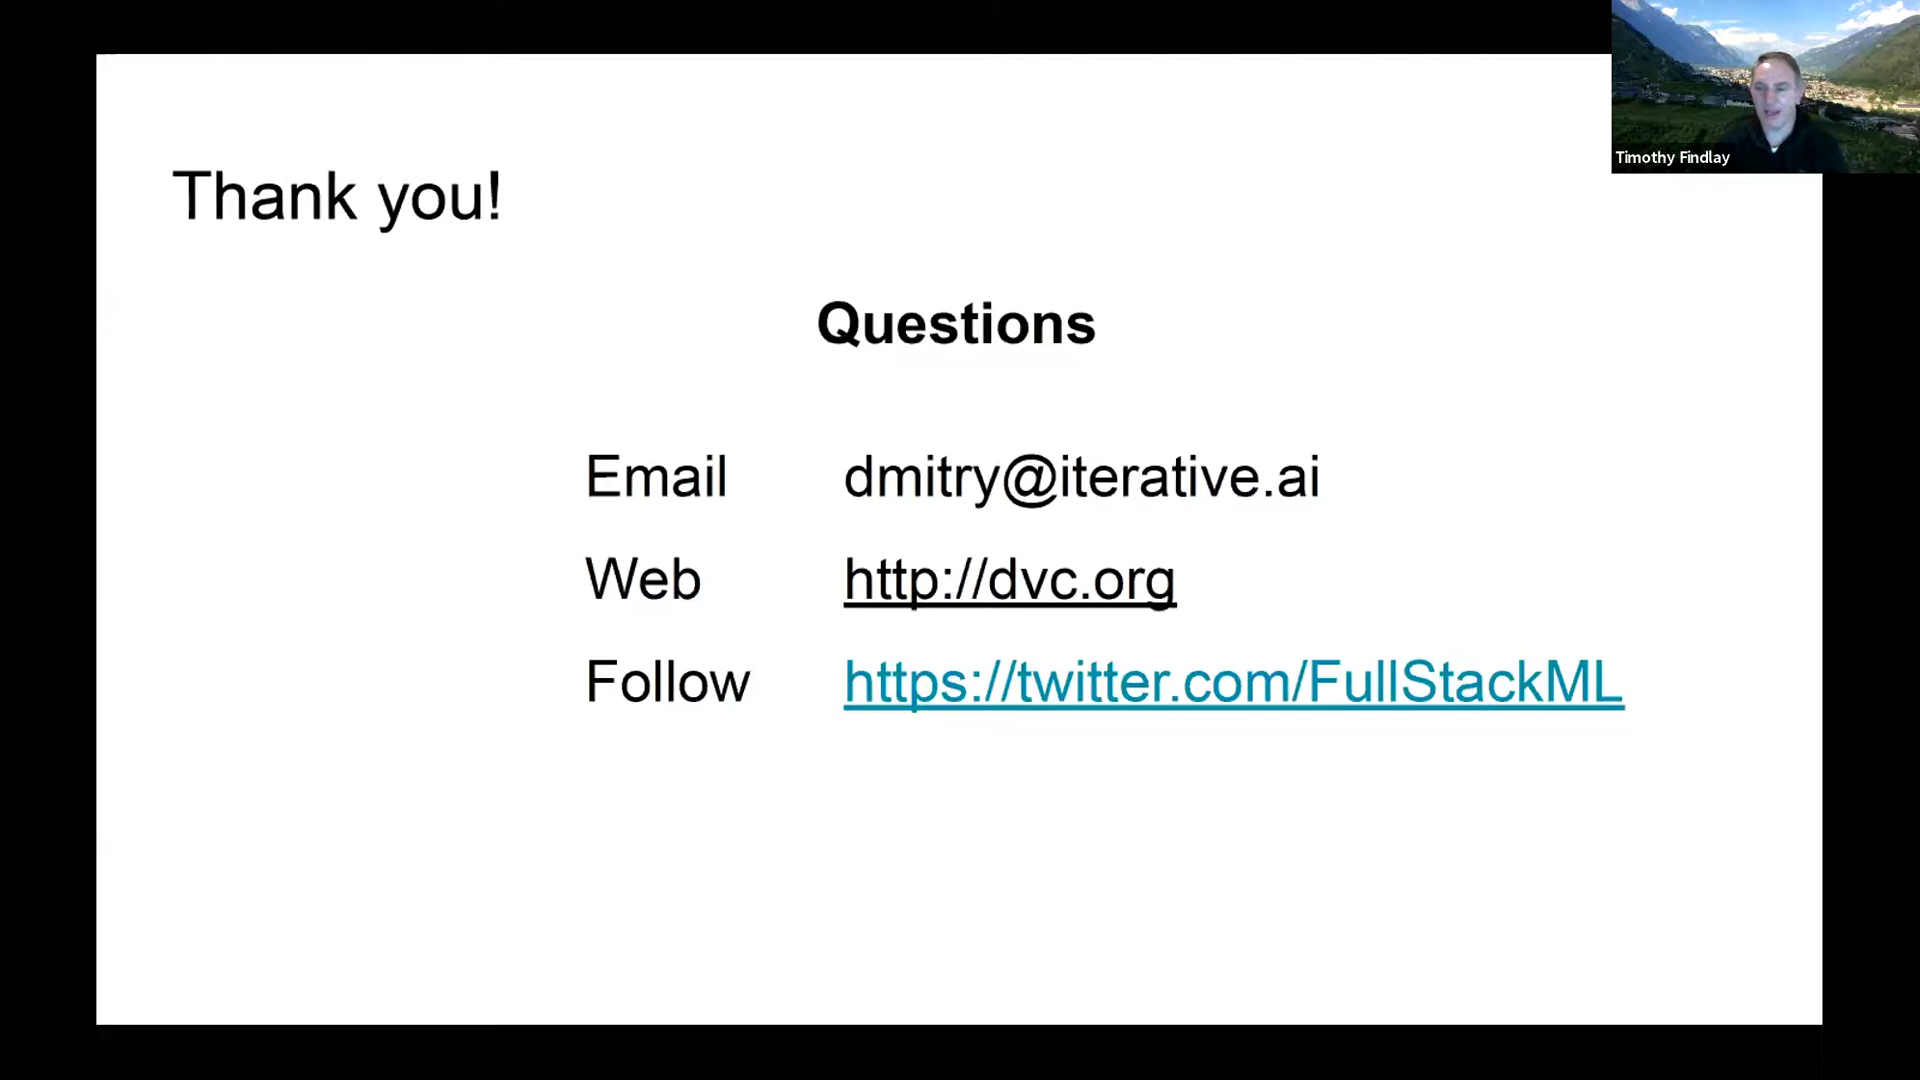 Thank you!
Questions
Email dmitry@iterative.ai
Web http://dvc.org
Follow https://twitter.com/FullStackML
Timothy Findlay